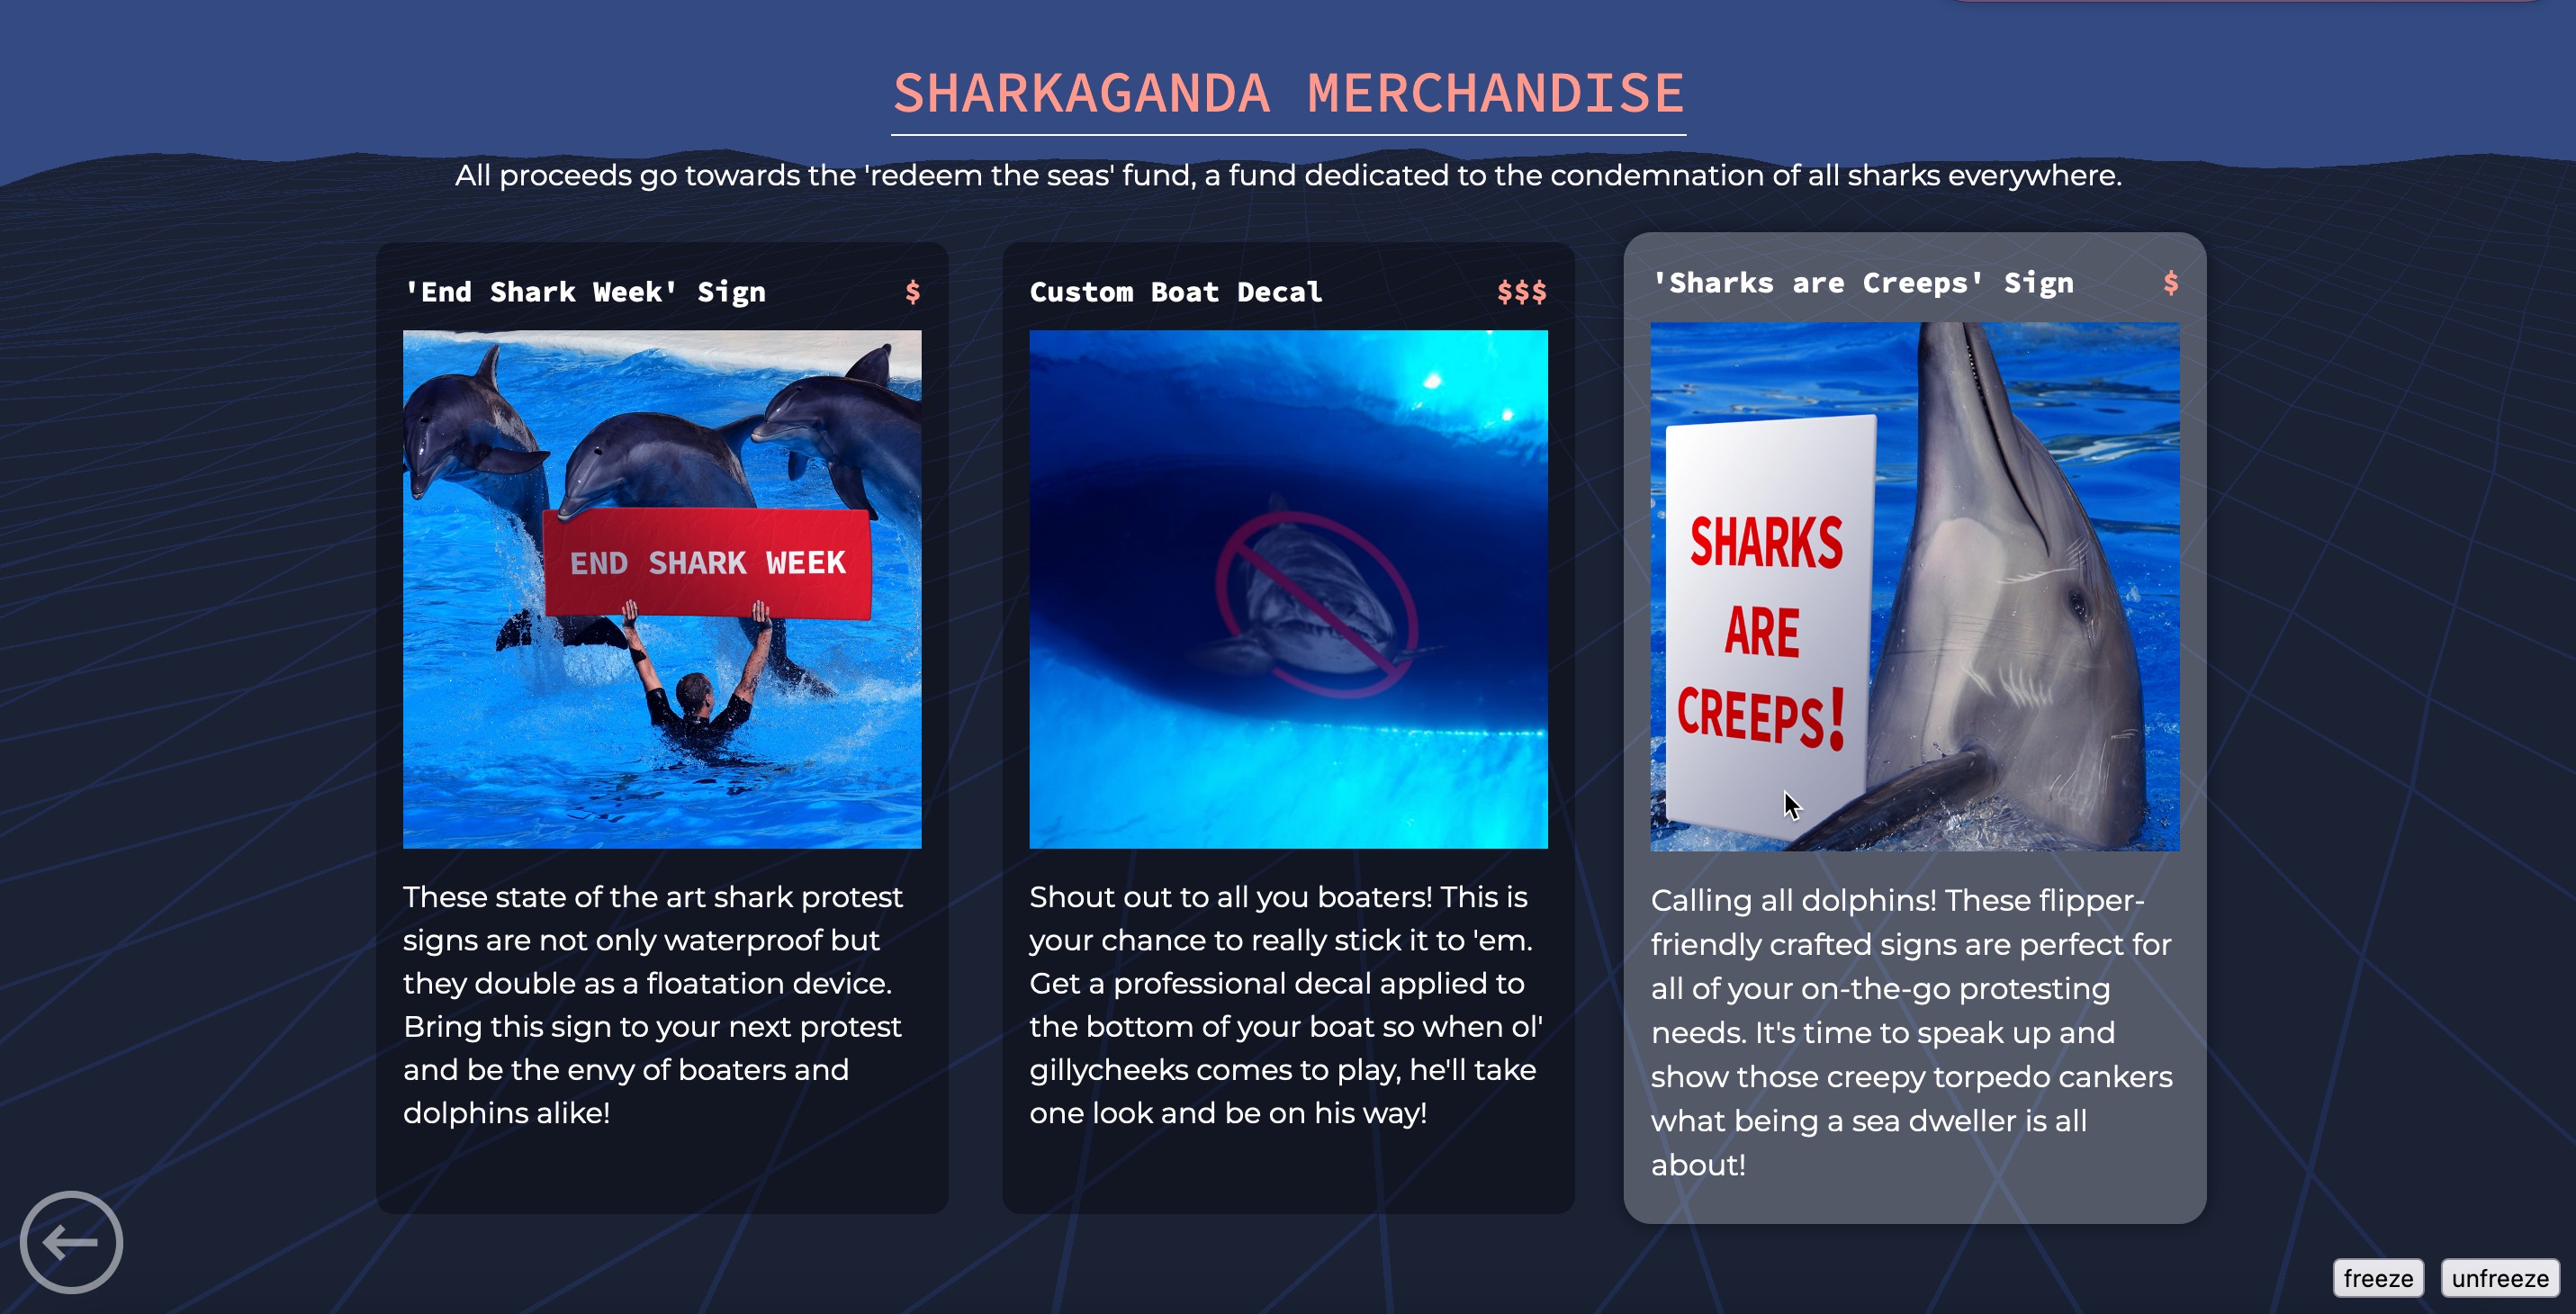 SHARKAGANDA MERCHANDISE
All proceeds go towards the 'redeem the seas' fund, a fund dedicated to the condemnation of all sharks everywhere.
'End Shark Week' Sign $
END SHARK WEEK
These state of the art shark protest
signs are not only waterproof but
they double as a floatation device.
Bring this sign to your next protest
and be the envy of boaters and
dolphins alike!
Custom Boat Decal $$$
Shout out to all you boaters! This is
your chance to really stick it to 'em.
Get a professional decal applied to
the bottom of your boat so when ol'
gillycheeks comes to play, he'll take
one look and be on his way!
'Sharks are Creeps' Sign $
SHARKS
ARE
CREEPS!
Calling all dolphins! These flipper-
friendly crafted signs are perfect for
all of your on-the-go protesting
needs. It's time to speak up and
show those creepy torpedo cankers
what being a sea dweller is all
about!
freeze unfreeze